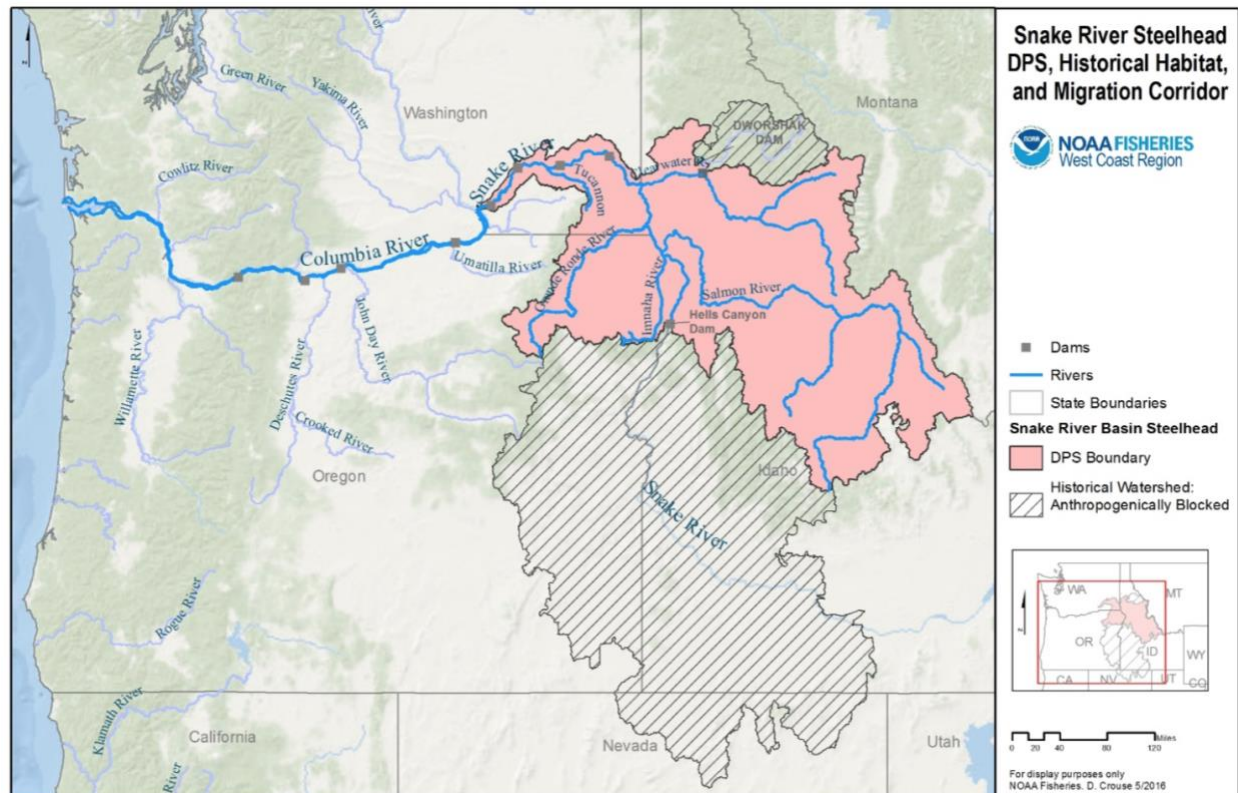 Snake River Steelhead
DPS, Historical Habitat,
and Migration Corridor
NOAA
NOAA FISHERIES
West Coast Region
Green River
Yakima River
Washington
Montana
DWORSHAK
DAM
Cowlitz River
Snake River
Tucannon
Clearwater R
Columbia River
Umatilla River
Grande Ronde River
Imnaha River
Salmon River
Hells Canyon
Dam
Willamette River
Deschutes River
John Day River
Crooked River
Oregon
Idaho
Snake River
Rogue River
Klamath River
California
River
Nevada
Utah
Dams
Rivers
State Boundaries
Snake River Basin Steelhead
DPS Boundary
Historical Watershed:
Anthropogenically Blocked
WA
MT
OR
ID
WY
CA
NV
UT
CO
0 20 40 80 120
Miles
For display purposes only
NOAA Fisheries. D. Crouse 5/2016